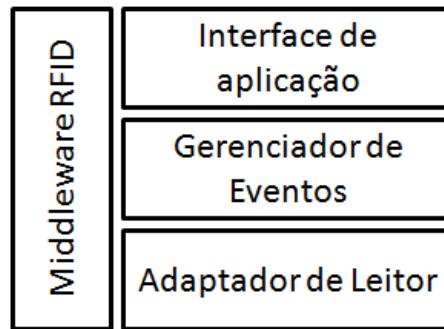 Middleware RFID
Interface de
aplicação
Gerenciador de
Eventos
Adaptador de Leitor